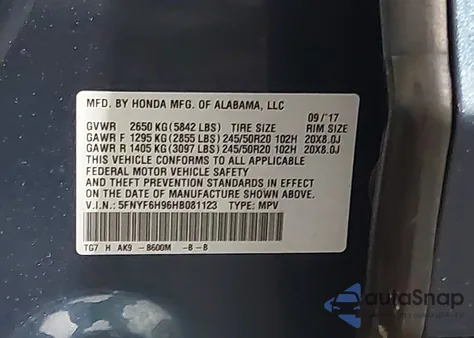 MFD. BY HONDA MFG. OF ALABAMA, LLC
09/'17
GVWR 2650 KG(5842 LBS) TIRE SIZE RIM SIZE
GAWR F 1295 KG(2855 LBS)245/50R20 102H 20X8.0J
GAWR R 1405 KG(3097 LBS)245/50R20 102H 20X8.0J
THIS VEHICLE CONFORMS TO ALL APPLICABLE
FEDERAL MOTOR VEHICLE SAFETY
AND THEFT PREVENTION STANDARDS IN EFFECT
ON THE DATE OF MANUFACTURE SHOWN ABOVE.
V.I.N.: 5FNYF6H96HB081123 TYPE: MPV
TG7 H AK9 -B600M -B-B
autoSnap